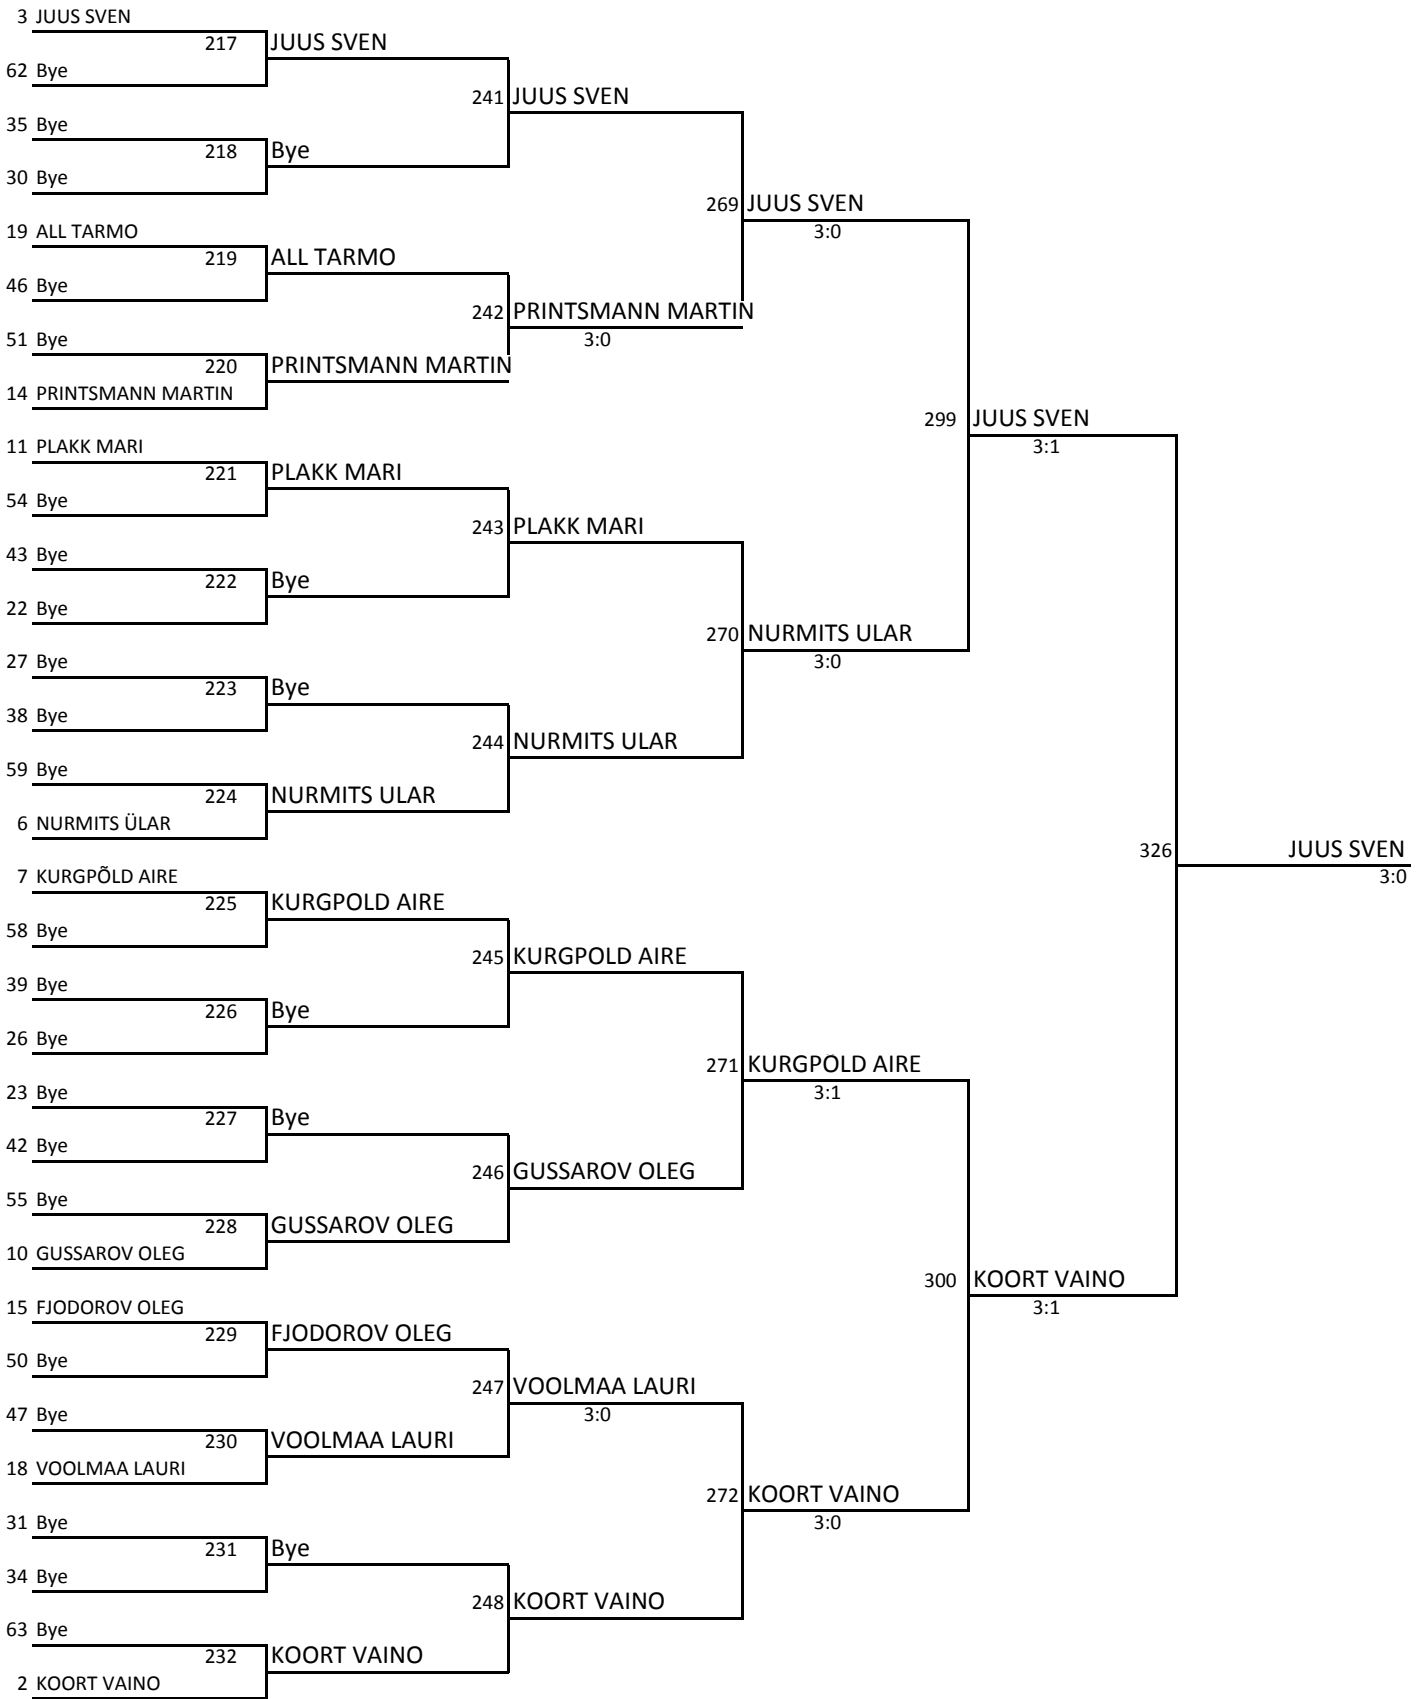 3 JUUS SVEN
217 JUUS SVEN
62 Bye
241 JUUS SVEN
35 Bye
218 Bye
30 Bye
269 JUUS SVEN
3:0
19 ALL TARMO
219 ALL TARMO
46 Bye
242 PRINTSMANN MARTIN
3:0
51 Bye
220 PRINTSMANN MARTIN
14 PRINTSMANN MARTIN
299 JUUS SVEN
3:1
11 PLAKK MARI
221 PLAKK MARI
54 Bye
243 PLAKK MARI
43 Bye
222 Bye
22 Bye
270 NURMITS ULAR
3:0
27 Bye
223 Bye
38 Bye
244 NURMITS ULAR
59 Bye
224 NURMITS ULAR
6 NURMITS ÜLAR
326 JUUS SVEN
3:0
7 KURGPÕLD AIRE
225 KURGPOLD AIRE
58 Bye
245 KURGPOLD AIRE
39 Bye
226 Bye
26 Bye
271 KURGPOLD AIRE
3:1
23 Bye
227 Bye
42 Bye
246 GUSSAROV OLEG
55 Bye
228 GUSSAROV OLEG
10 GUSSAROV OLEG
300 KOORT VAINO
3:1
15 FJODOROV OLEG
229 FJODOROV OLEG
50 Bye
247 VOOLMAA LAURI
3:0
47 Bye
230 VOOLMAA LAURI
18 VOOLMAA LAURI
272 KOORT VAINO
3:0
31 Bye
231 Bye
34 Bye
248 KOORT VAINO
63 Bye
232 KOORT VAINO
2 KOORT VAINO